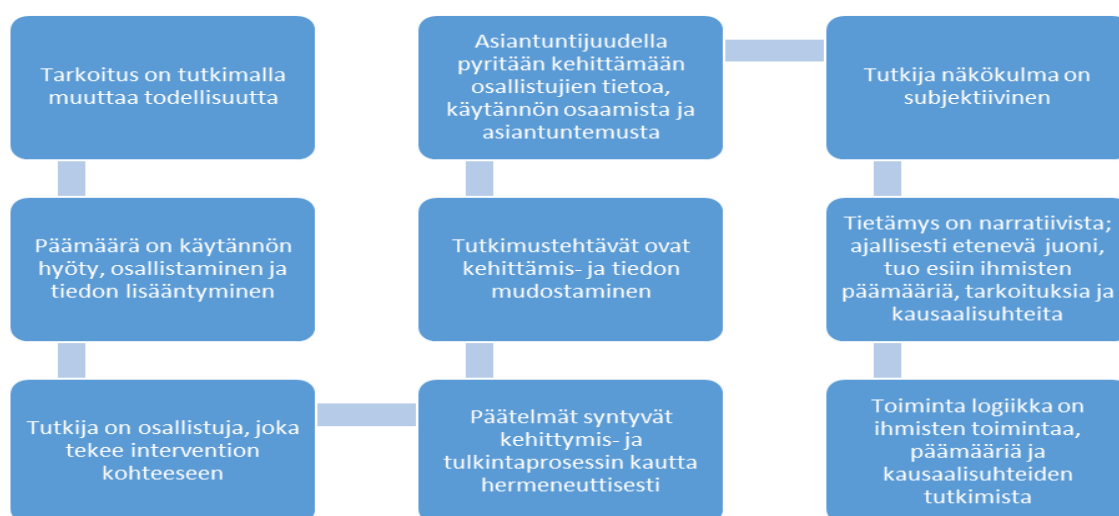 Tarkoitus on tutkimalla
muuttaa todellisuutta
Päämäärä on käytännön
hyöty, osallistaminen ja
tiedon lisääntyminen
Tutkija on osallistuja, joka
tekee intervention
kohteeseen
Päätelmät syntyvät
kehittymis- ja
tulkintaprosessin kautta
hermeneuttisesti
Tutkimustehtävät ovat
kehittämis- ja tiedon
mudostaminen
Asiantuntijuudella
pyritään kehittämään
osallistujien tietoa,
käytännön osaamista ja
asiantuntemusta
Tutkija näkökulma on
subjektiivinen
Tietämys on narratiivista;
ajallisesti etenevä juoni,
tuo esiin ihmisten
päämääriä, tarkoituksia ja
kausaalisuhteita
Toiminta logiikka on
ihmisten toimintaa,
päämääriä ja
kausaalisuhteiden
tutkimista